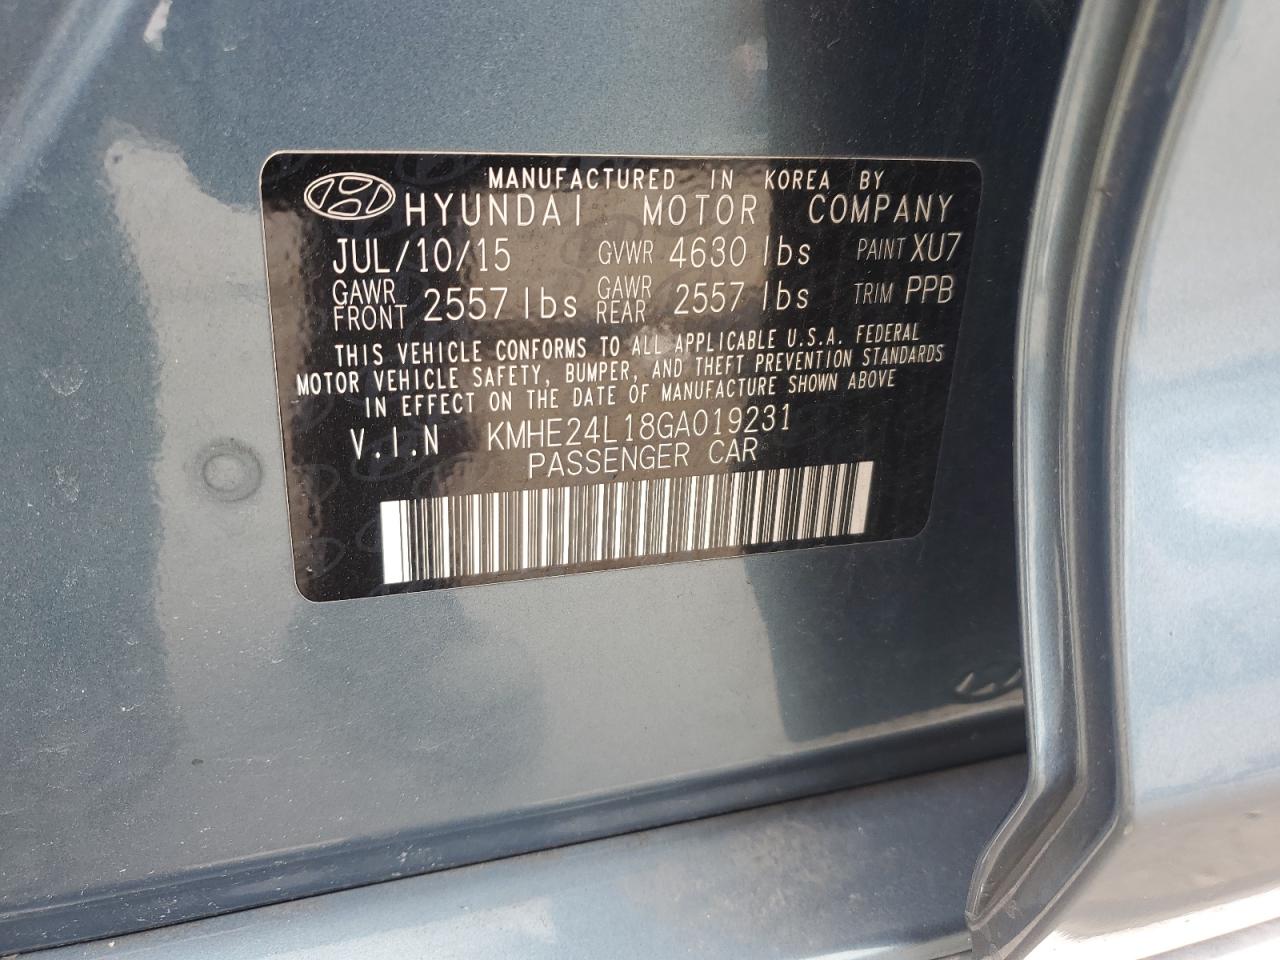 MANUFACTURED IN KOREA BY
HYUNDAI MOTOR COMPANY
JUL/10/15 GVWR 4630 lbs PAINT XU7
GAWR FRONT 2557 lbs GAWR REAR 2557 lbs TRIM PPB
THIS VEHICLE CONFORMS TO ALL APPLICABLE U.S.A. FEDERAL
MOTOR VEHICLE SAFETY, BUMPER, AND THEFT PREVENTION STANDARDS
IN EFFECT ON THE DATE OF MANUFACTURE SHOWN ABOVE
V.I.N KMHE24L18GA019231
PASSENGER CAR